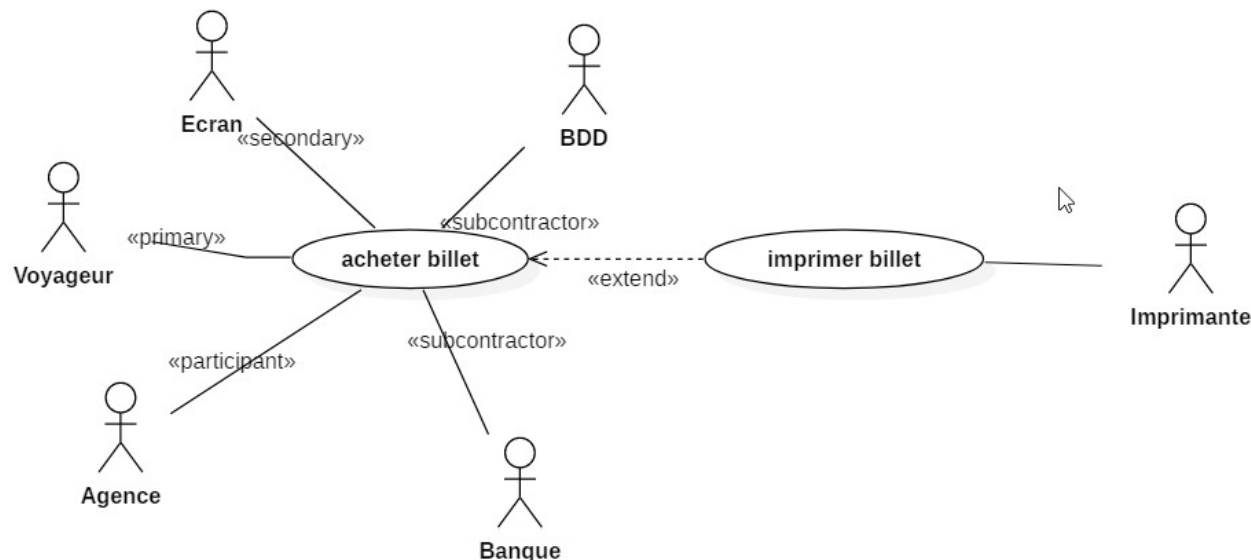 Ecran
«secondary»
BDD
«subcontractor»
«primary»
Voyageur
acheter billet
imprimer billet
«extend»
Imprimante
«participant»
«subcontractor»
Agence
Banque